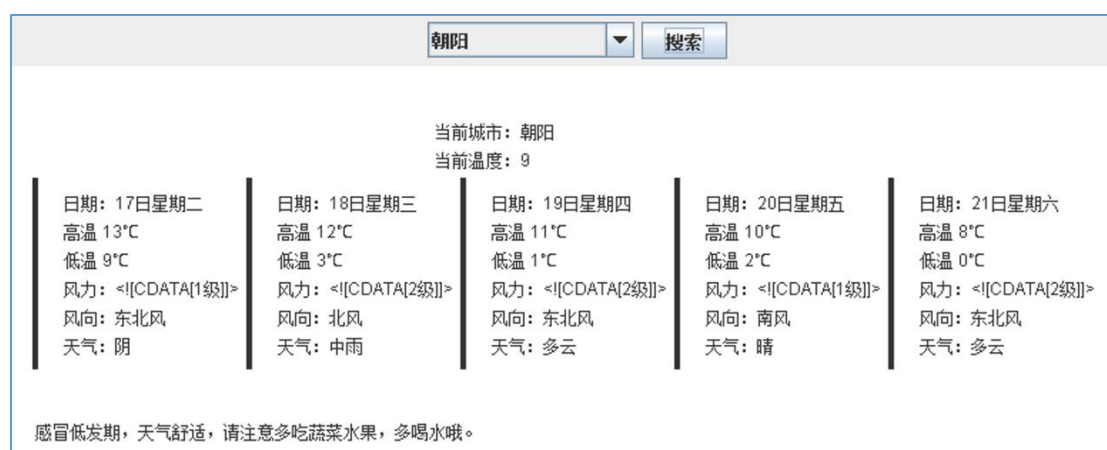 朝阳
搜索
当前城市：朝阳
当前温度：9
日期：17日星期二
高温 13℃
低温 9℃
风力：<![CDATA[1级]]>
风向：东北风
天气：阴
日期：18日星期三
高温 12℃
低温 3℃
风力：<![CDATA[2级]]>
风向：北风
天气：中雨
日期：19日星期四
高温 11℃
低温 1℃
风力：<![CDATA[2级]]>
风向：东北风
天气：多云
日期：20日星期五
高温 10℃
低温 2℃
风力：<![CDATA[1级]]>
风向：南风
天气：晴
日期：21日星期六
高温 8℃
低温 0℃
风力：<![CDATA[2级]]>
风向：东北风
天气：多云
感冒低发期，天气舒适，请注意多吃蔬菜水果，多喝水哦。